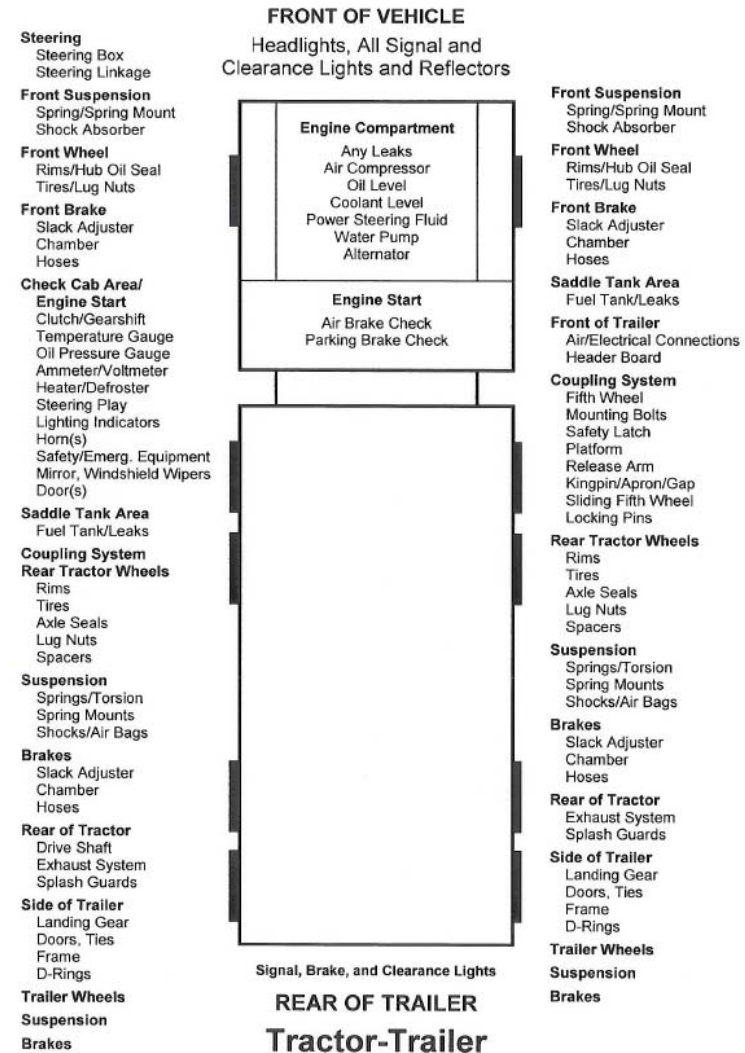 FRONT OF VEHICLE
Headlights, All Signal and
Clearance Lights and Reflectors
Steering
Steering Box
Steering Linkage
Front Suspension
Spring/Spring Mount
Shock Absorber
Front Wheel
Rims/Hub Oil Seal
Tires/Lug Nuts
Front Brake
Slack Adjuster
Chamber
Hoses
Check Cab Area/
Engine Start
Clutch/Gearshift
Temperature Gauge
Oil Pressure Gauge
Ammeter/Voltmeter
Heater/Defroster
Steering Play
Lighting Indicators
Horn(s)
Safety/Emerg. Equipment
Mirror, Windshield Wipers
Door(s)
Saddle Tank Area
Fuel Tank/Leaks
Coupling System
Rear Tractor Wheels
Rims
Tires
Axle Seals
Lug Nuts
Spacers
Suspension
Springs/Torsion
Spring Mounts
Shocks/Air Bags
Brakes
Slack Adjuster
Chamber
Hoses
Rear of Tractor
Drive Shaft
Exhaust System
Splash Guards
Side of Trailer
Landing Gear
Doors, Ties
Frame
D-Rings
Trailer Wheels
Suspension
Brakes
Engine Compartment
Any Leaks
Air Compressor
Oil Level
Coolant Level
Power Steering Fluid
Water Pump
Alternator
Engine Start
Air Brake Check
Parking Brake Check
Front Suspension
Spring/Spring Mount
Shock Absorber
Front Wheel
Rims/Hub Oil Seal
Tires/Lug Nuts
Front Brake
Slack Adjuster
Chamber
Hoses
Saddle Tank Area
Fuel Tank/Leaks
Front of Trailer
Air/Electrical Connections
Header Board
Coupling System
Fifth Wheel
Mounting Bolts
Safety Latch
Platform
Release Arm
Kingpin/Apron/Gap
Sliding Fifth Wheel
Locking Pins
Rear Tractor Wheels
Rims
Tires
Axle Seals
Lug Nuts
Spacers
Suspension
Springs/Torsion
Spring Mounts
Shocks/Air Bags
Brakes
Slack Adjuster
Chamber
Hoses
Rear of Tractor
Exhaust System
Splash Guards
Side of Trailer
Landing Gear
Doors, Ties
Frame
D-Rings
Trailer Wheels
Suspension
Brakes
Signal, Brake, and Clearance Lights
REAR OF TRAILER
Tractor-Trailer